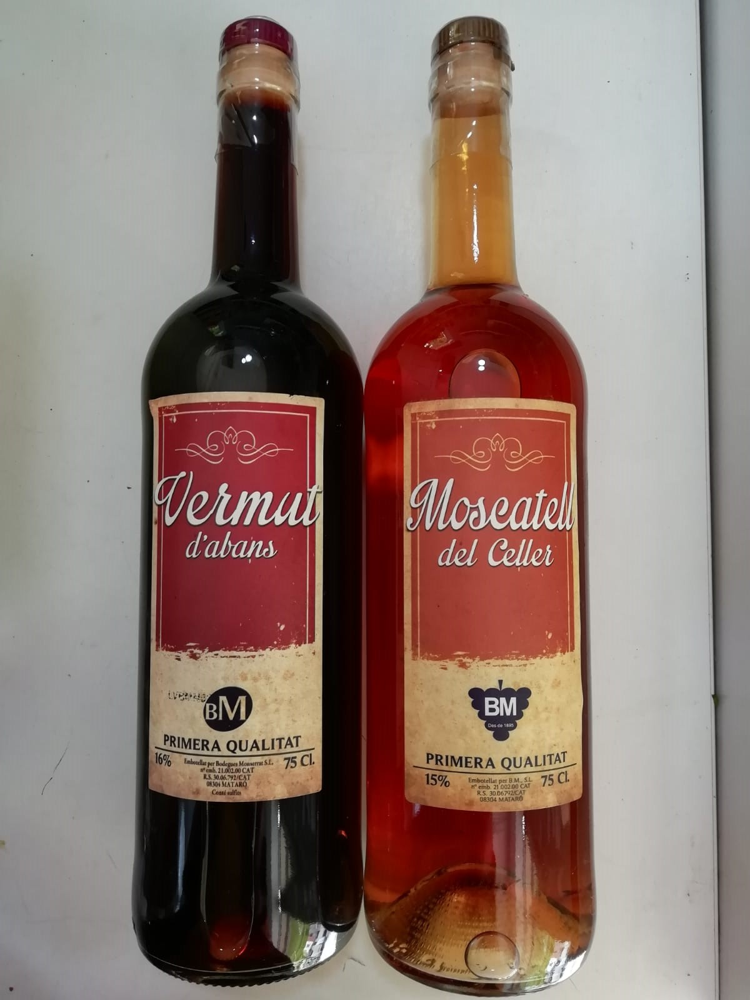 Vermut
d'abans
BM
PRIMERA QUALITAT
16%
Embotellat per Bodegues Monserrat S.L.
nº emb. 21.002.00 CAT
R.S. 30.06.792/CAT
08304 MATARÓ
Conté sulfits
75 Cl.
Moscatell
del Celler
BM
Des de 1895
PRIMERA QUALITAT
15%
Embotellat per B.M., S.L.
nº emb. 21.002.00 CAT
R.S. 30.06792/CAT
08304 MATARÓ
75 Cl.